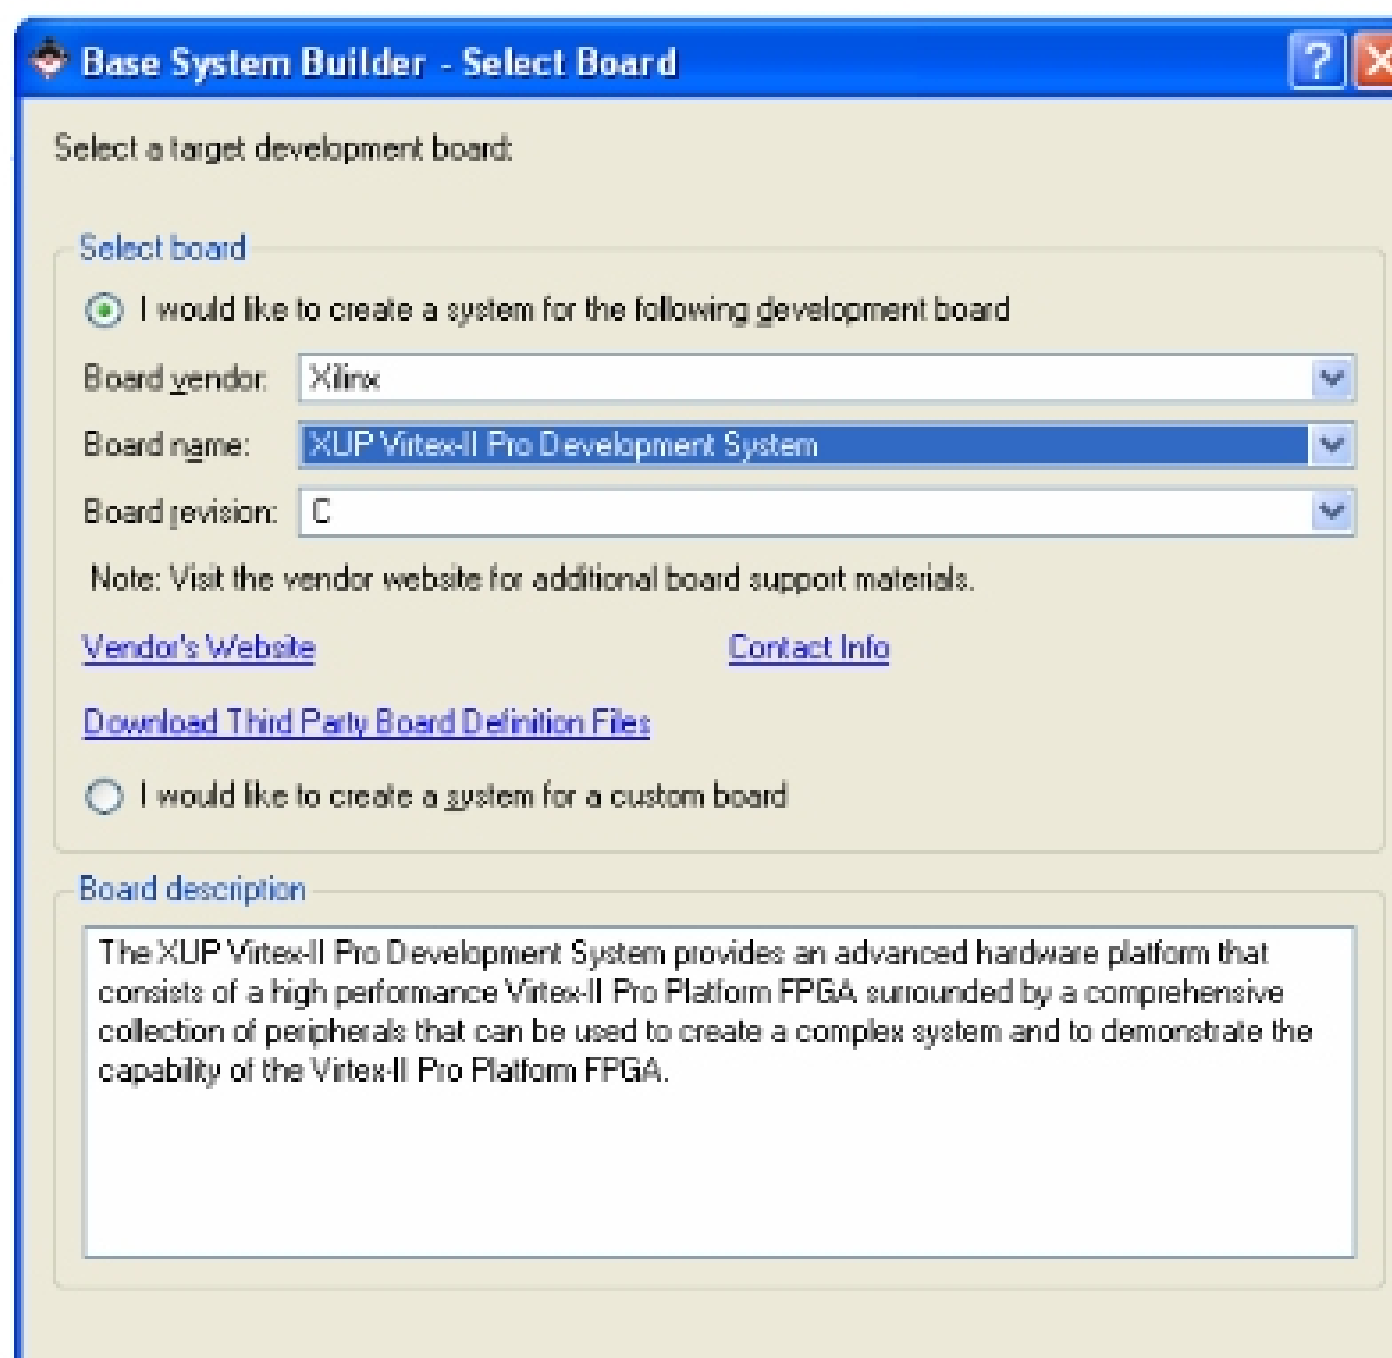 Base System Builder - Select Board
Select a target development board:
Select board
I would like to create a system for the following development board
Board vendor: Xilinx
Board name: XUP Virtex-II Pro Development System
Board revision: C
Note: Visit the vendor website for additional board support materials.
Vendor's Website Contact Info
Download Third Party Board Definition Files
I would like to create a system for a custom board
Board description
The XUP Virtex-II Pro Development System provides an advanced hardware platform that
consists of a high performance Virtex-II Pro Platform FPGA surrounded by a comprehensive
collection of peripherals that can be used to create a complex system and to demonstrate the
capability of the Virtex-II Pro Platform FPGA.